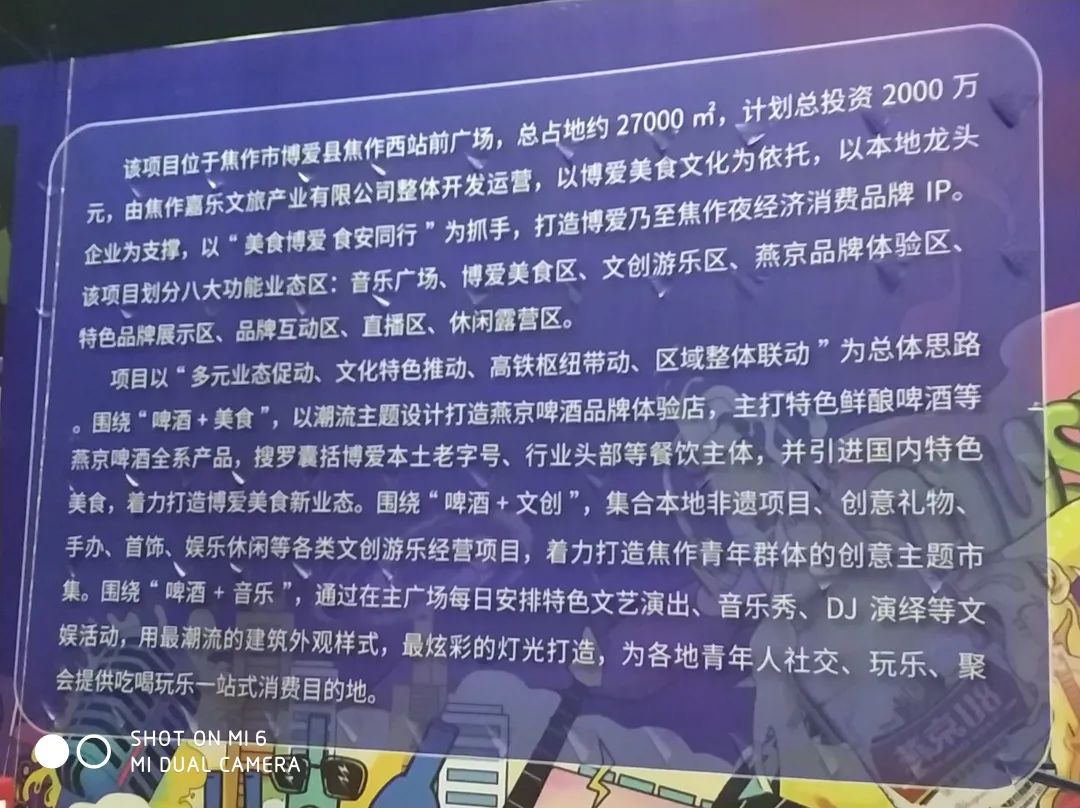 该项目位于焦作市博爱县焦作西站前广场，总占地约 27000 ㎡，计划总投资 2000 万
元，由焦作嘉乐文旅产业有限公司整体开发运营，以博爱美食文化为依托，以本地龙头
企业为支撑，以“美食博爱 食安同行”为抓手，打造博爱乃至焦作夜经济消费品牌 IP。
该项目划分八大功能业态区：音乐广场、博爱美食区、文创游乐区、燕京品牌体验区、
特色品牌展示区、品牌互动区、直播区、休闲露营区。
项目以“多元业态促动、文化特色推动、高铁枢纽带动、区域整体联动”为总体思路
。围绕“啤酒 + 美食”，以潮流主题设计打造燕京啤酒品牌体验店，主打特色鲜酿啤酒等
燕京啤酒全系产品，搜罗囊括博爱本土老字号、行业头部等餐饮主体，并引进国内特色
美食，着力打造博爱美食新业态。围绕“啤酒 + 文创”，集合本地非遗项目、创意礼物、
手办、首饰、娱乐休闲等各类文创游乐经营项目，着力打造焦作青年群体的创意主题市
集。围绕“啤酒 + 音乐”，通过在主广场每日安排特色文艺演出、音乐秀、DJ 演绎等文
娱活动，用最潮流的建筑外观样式，最炫彩的灯光打造，为各地青年人社交、玩乐、聚
会提供吃喝玩乐一站式消费目的地。
燕京U8
SHOT ON MI 6
MI DUAL CAMERA